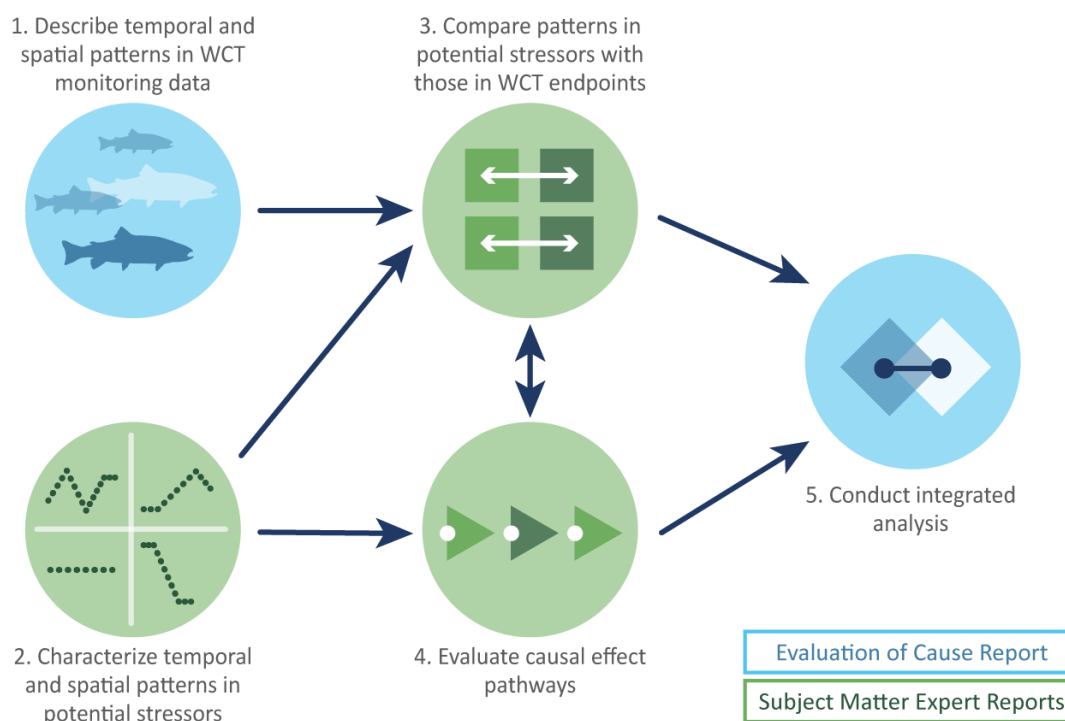 1. Describe temporal and
spatial patterns in WCT
monitoring data
3. Compare patterns in
potential stressors with
those in WCT endpoints
5. Conduct integrated
analysis
2. Characterize temporal
and spatial patterns in
potential stressors
4. Evaluate causal effect
pathways
Evaluation of Cause Report
Subject Matter Expert Reports